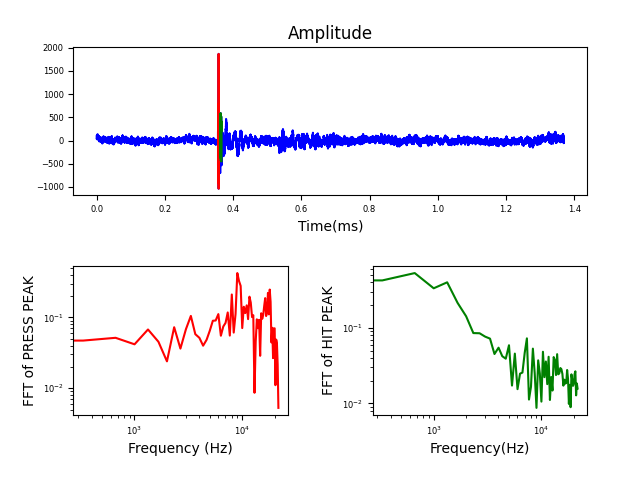 Amplitude
2000
1500
1000
500
0
−500
−1000
0.0 0.2 0.4 0.6 0.8 1.0 1.2 1.4
Time(ms)
FFT of PRESS PEAK
10⁻¹
10⁻²
10³ 10⁴
Frequency (Hz)
FFT of HIT PEAK
10⁻¹
10⁻²
10³ 10⁴
Frequency(Hz)